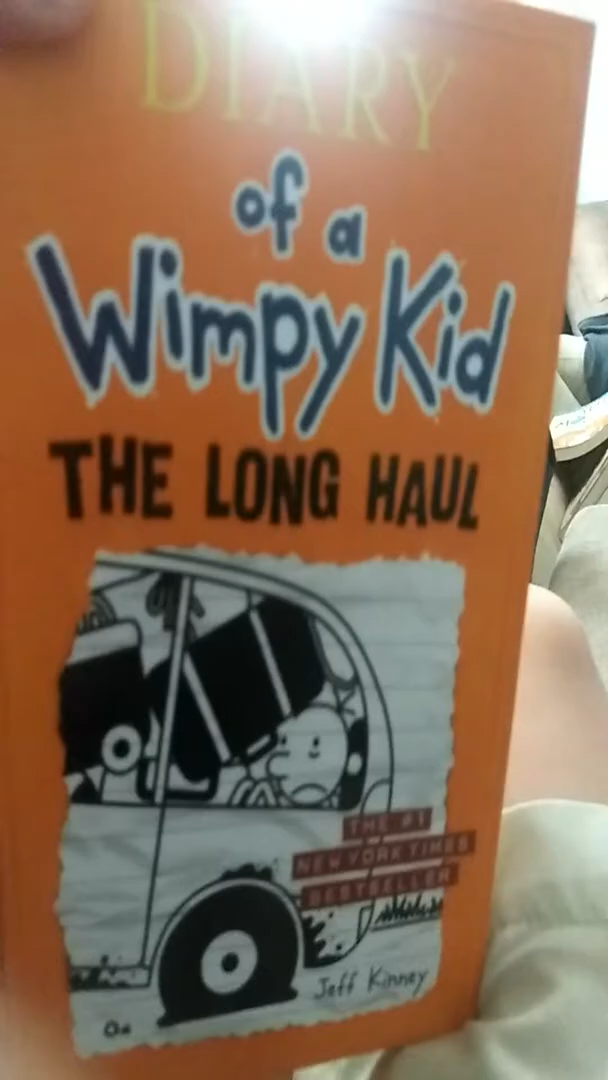 DIARY
of a
Wimpy Kid
THE LONG HAUL
THE #1
NEW YORK TIMES
BESTSELLER
Jeff Kinney